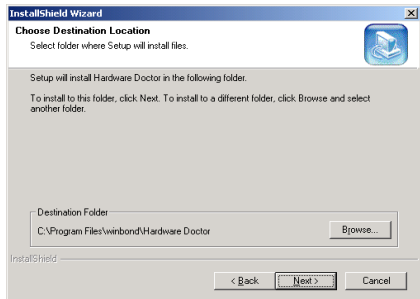 InstallShield Wizard
Choose Destination Location
Select folder where Setup will install files.
Setup will install Hardware Doctor in the following folder.
To install to this folder, click Next. To install to a different folder, click Browse and select
another folder.
Destination Folder
C:\Program Files\winbond\Hardware Doctor
Browse...
InstallShield
< Back
Next >
Cancel